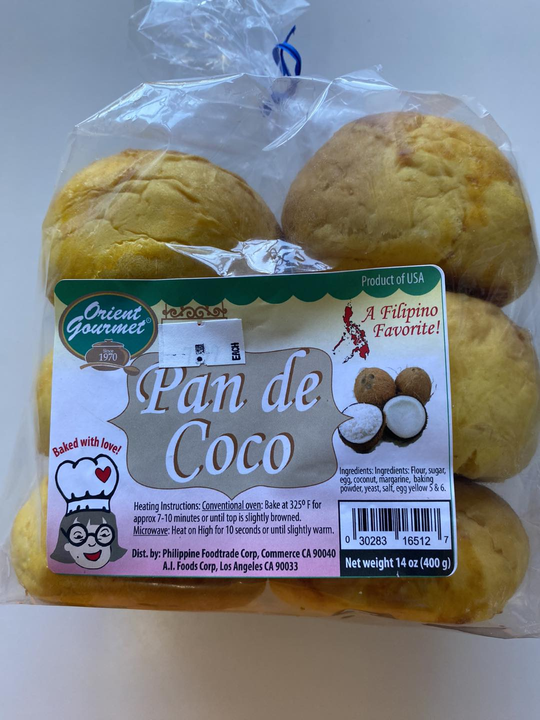 Product of USA
Orient
Gourmet
Since
1970
EACH
A Filipino
Favorite!
Pan de
Coco
Baked with love!
Ingredients: Ingredients: Flour, sugar,
egg, coconut, margarine, baking
powder, yeast, salt, egg yellow 5 & 6.
Heating Instructions: Conventional oven: Bake at 325° F for
approx 7-10 minutes or until top is slightly browned.
Microwave: Heat on High for 10 seconds or until slightly warm.
0 30283 16512 7
Dist. by: Philippine Foodtrade Corp, Commerce CA 90040
A.I. Foods Corp, Los Angeles CA 90033
Net weight 14 oz (400 g)